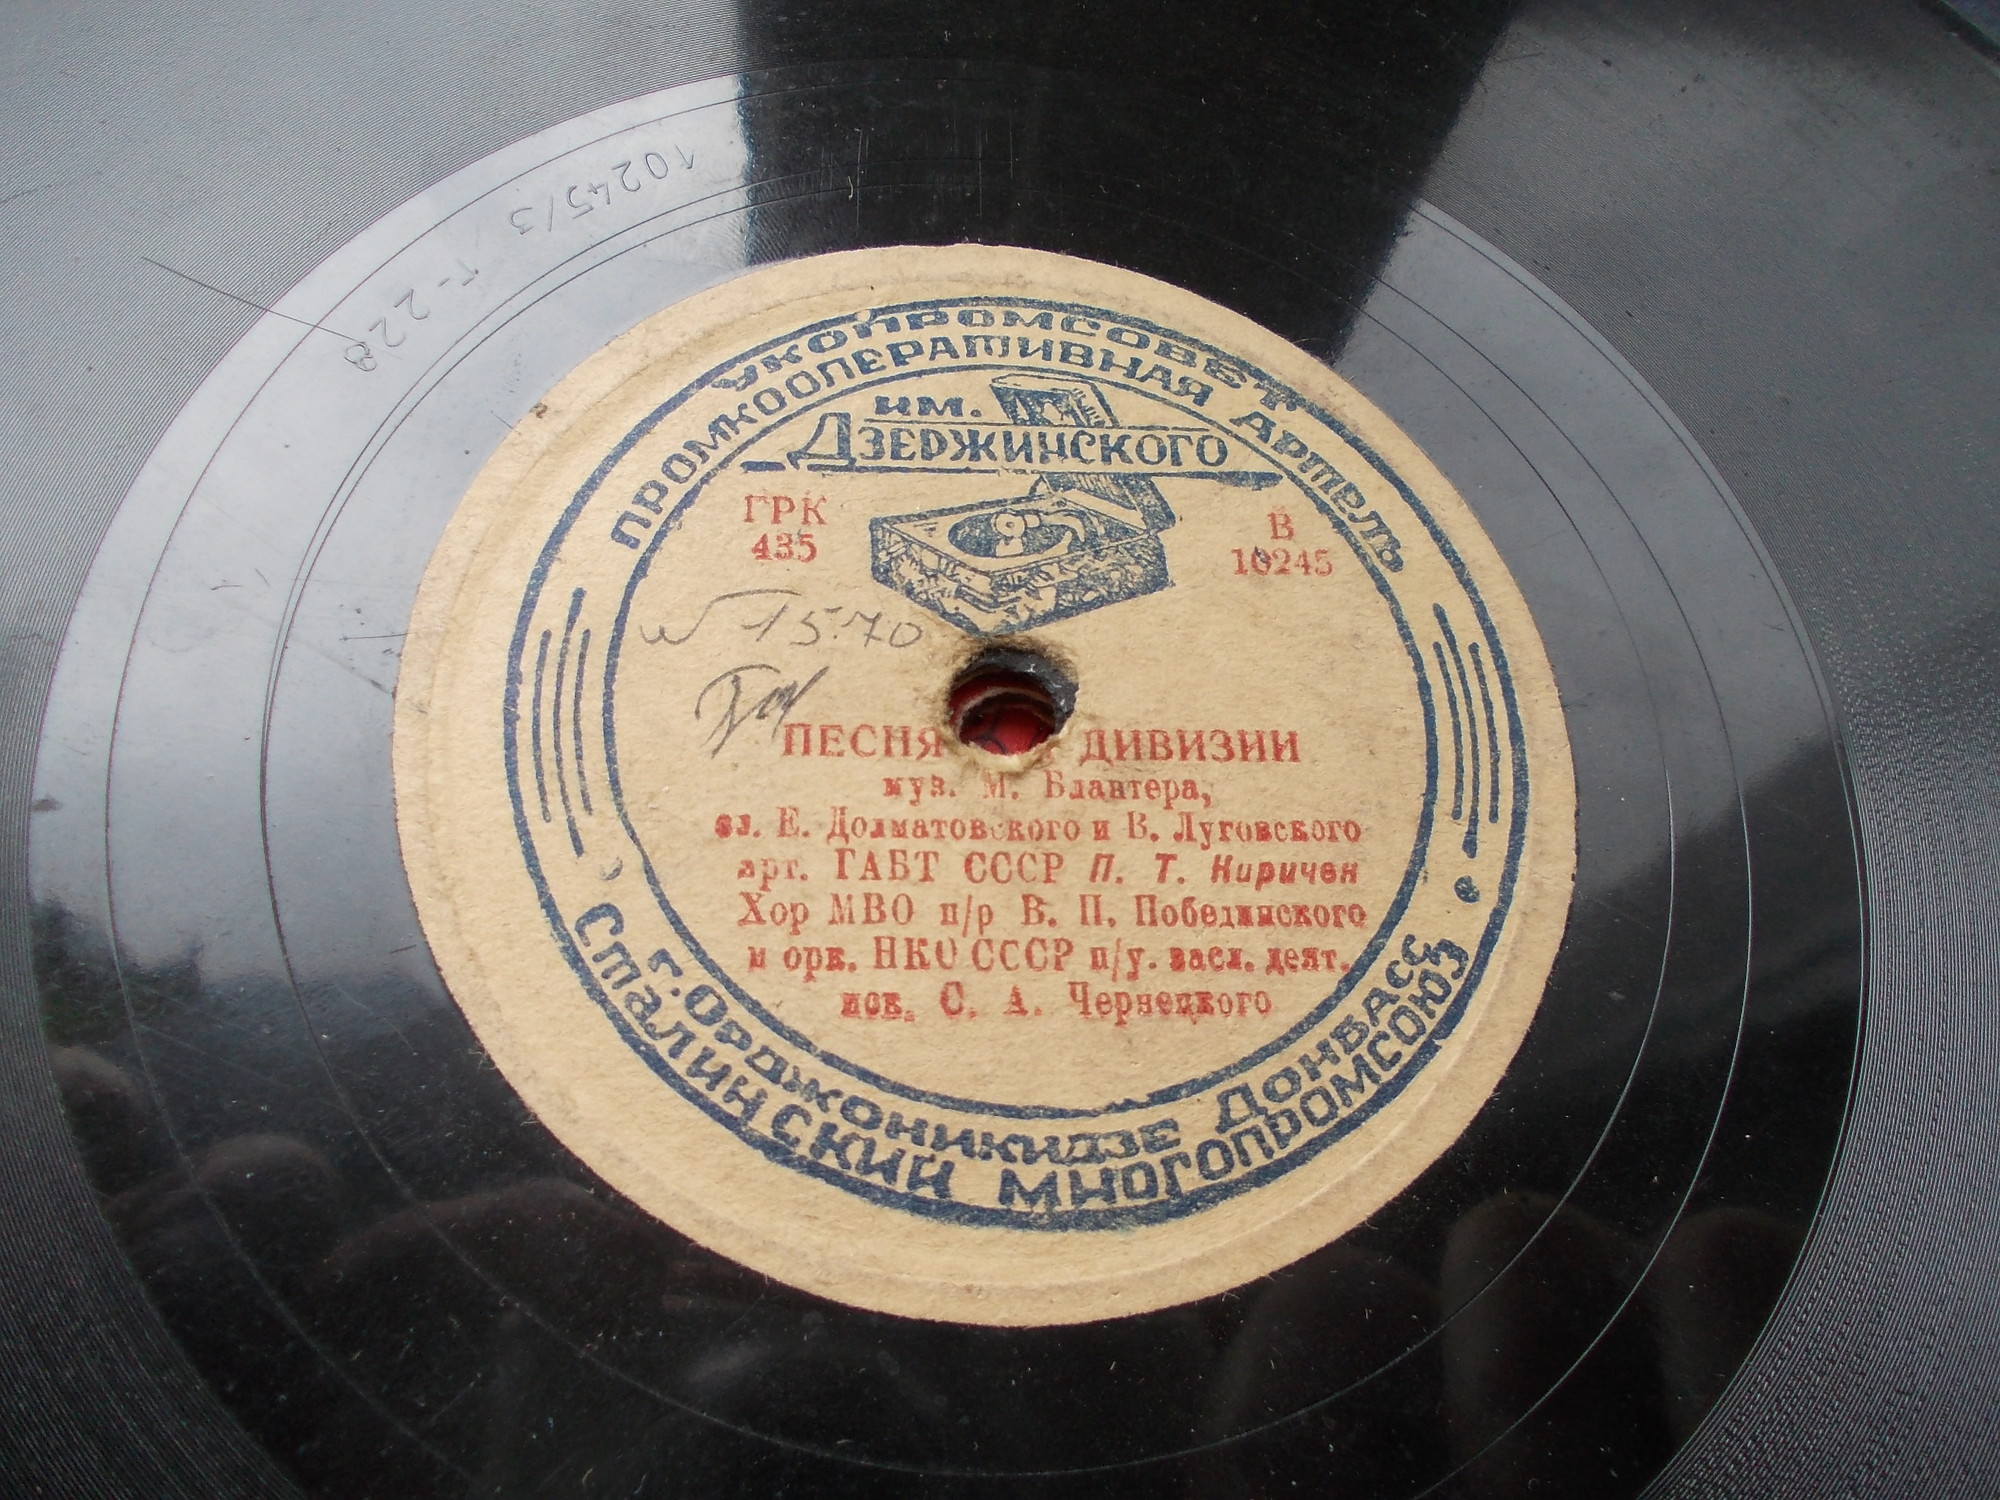 УКОПРОМСОВЕТ
ПРОМКООПЕРАТИВНАЯ АРТЕЛЬ
им.
ДЗЕРЖИНСКОГО
ГРК
435
В
10245
1570
ПЕСНЯ ДИВИЗИИ
муз. М. Блантера,
сл. Е. Долматовского и В. Луговского
арт. ГАБТ СССР П. Т. Киричек
Хор МВО п/р В. П. Побединского
и орк. НКО СССР п/у. засл. деят.
иск. С. А. Чернецкого
г. ОРДЖОНИКИДЗЕ ДОНБАСС
СТАЛИНСКИЙ МНОГОПРОМСОЮЗ
10245/3 Г-228